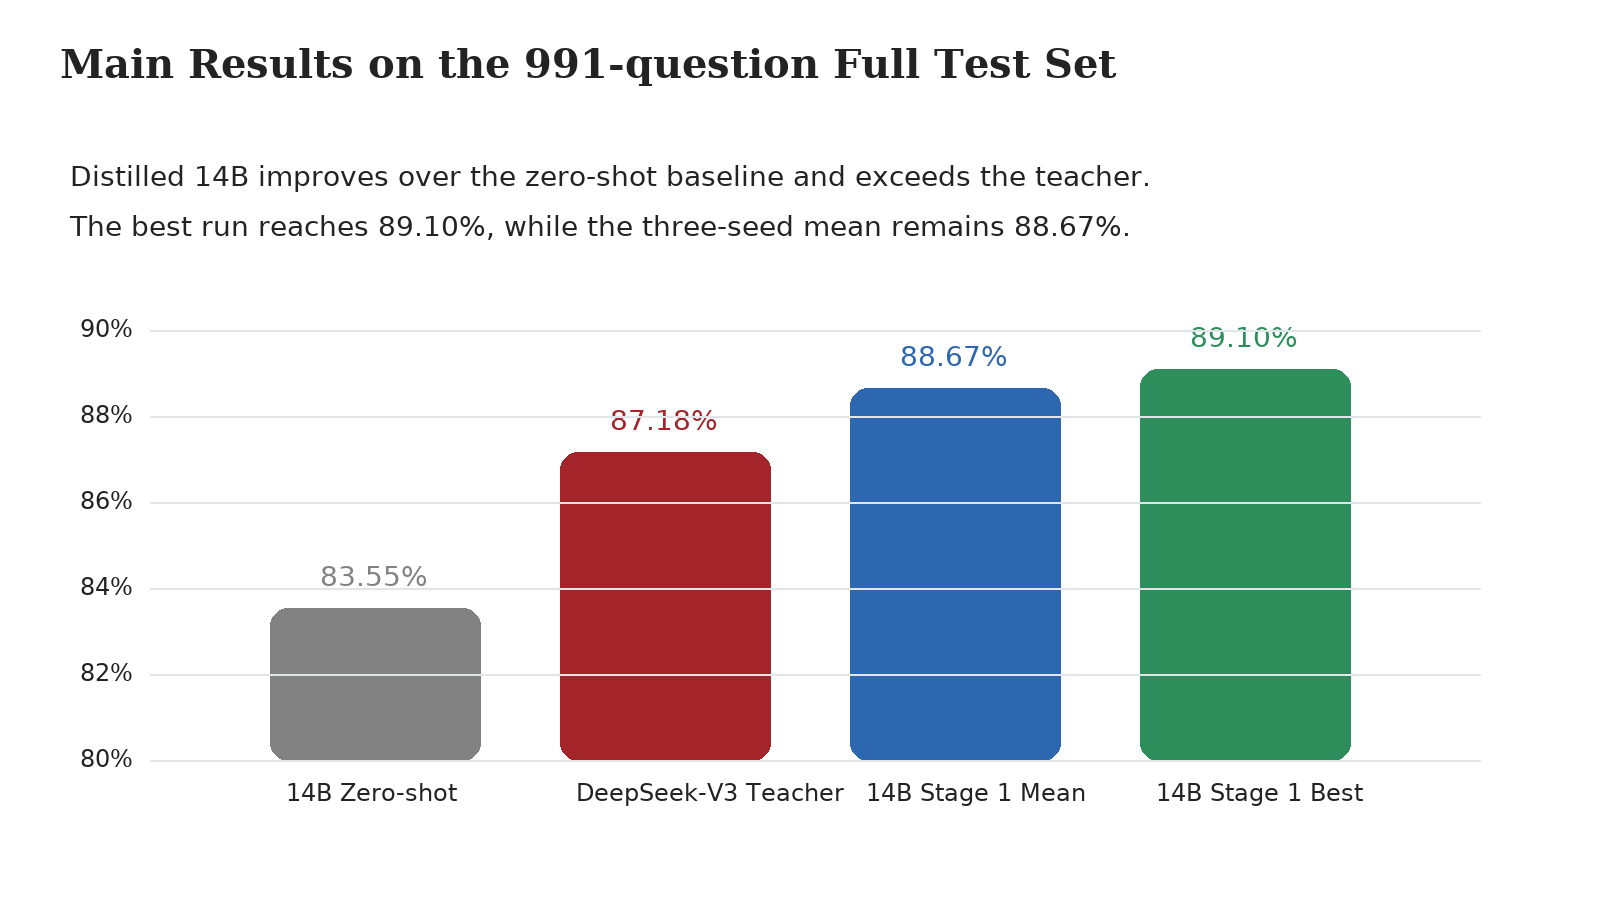 Main Results on the 991-question Full Test Set
Distilled 14B improves over the zero-shot baseline and exceeds the teacher.
The best run reaches 89.10%, while the three-seed mean remains 88.67%.
90%
88%
86%
84%
82%
80%
83.55%
87.18%
88.67%
89.10%
14B Zero-shot
DeepSeek-V3 Teacher
14B Stage 1 Mean
14B Stage 1 Best